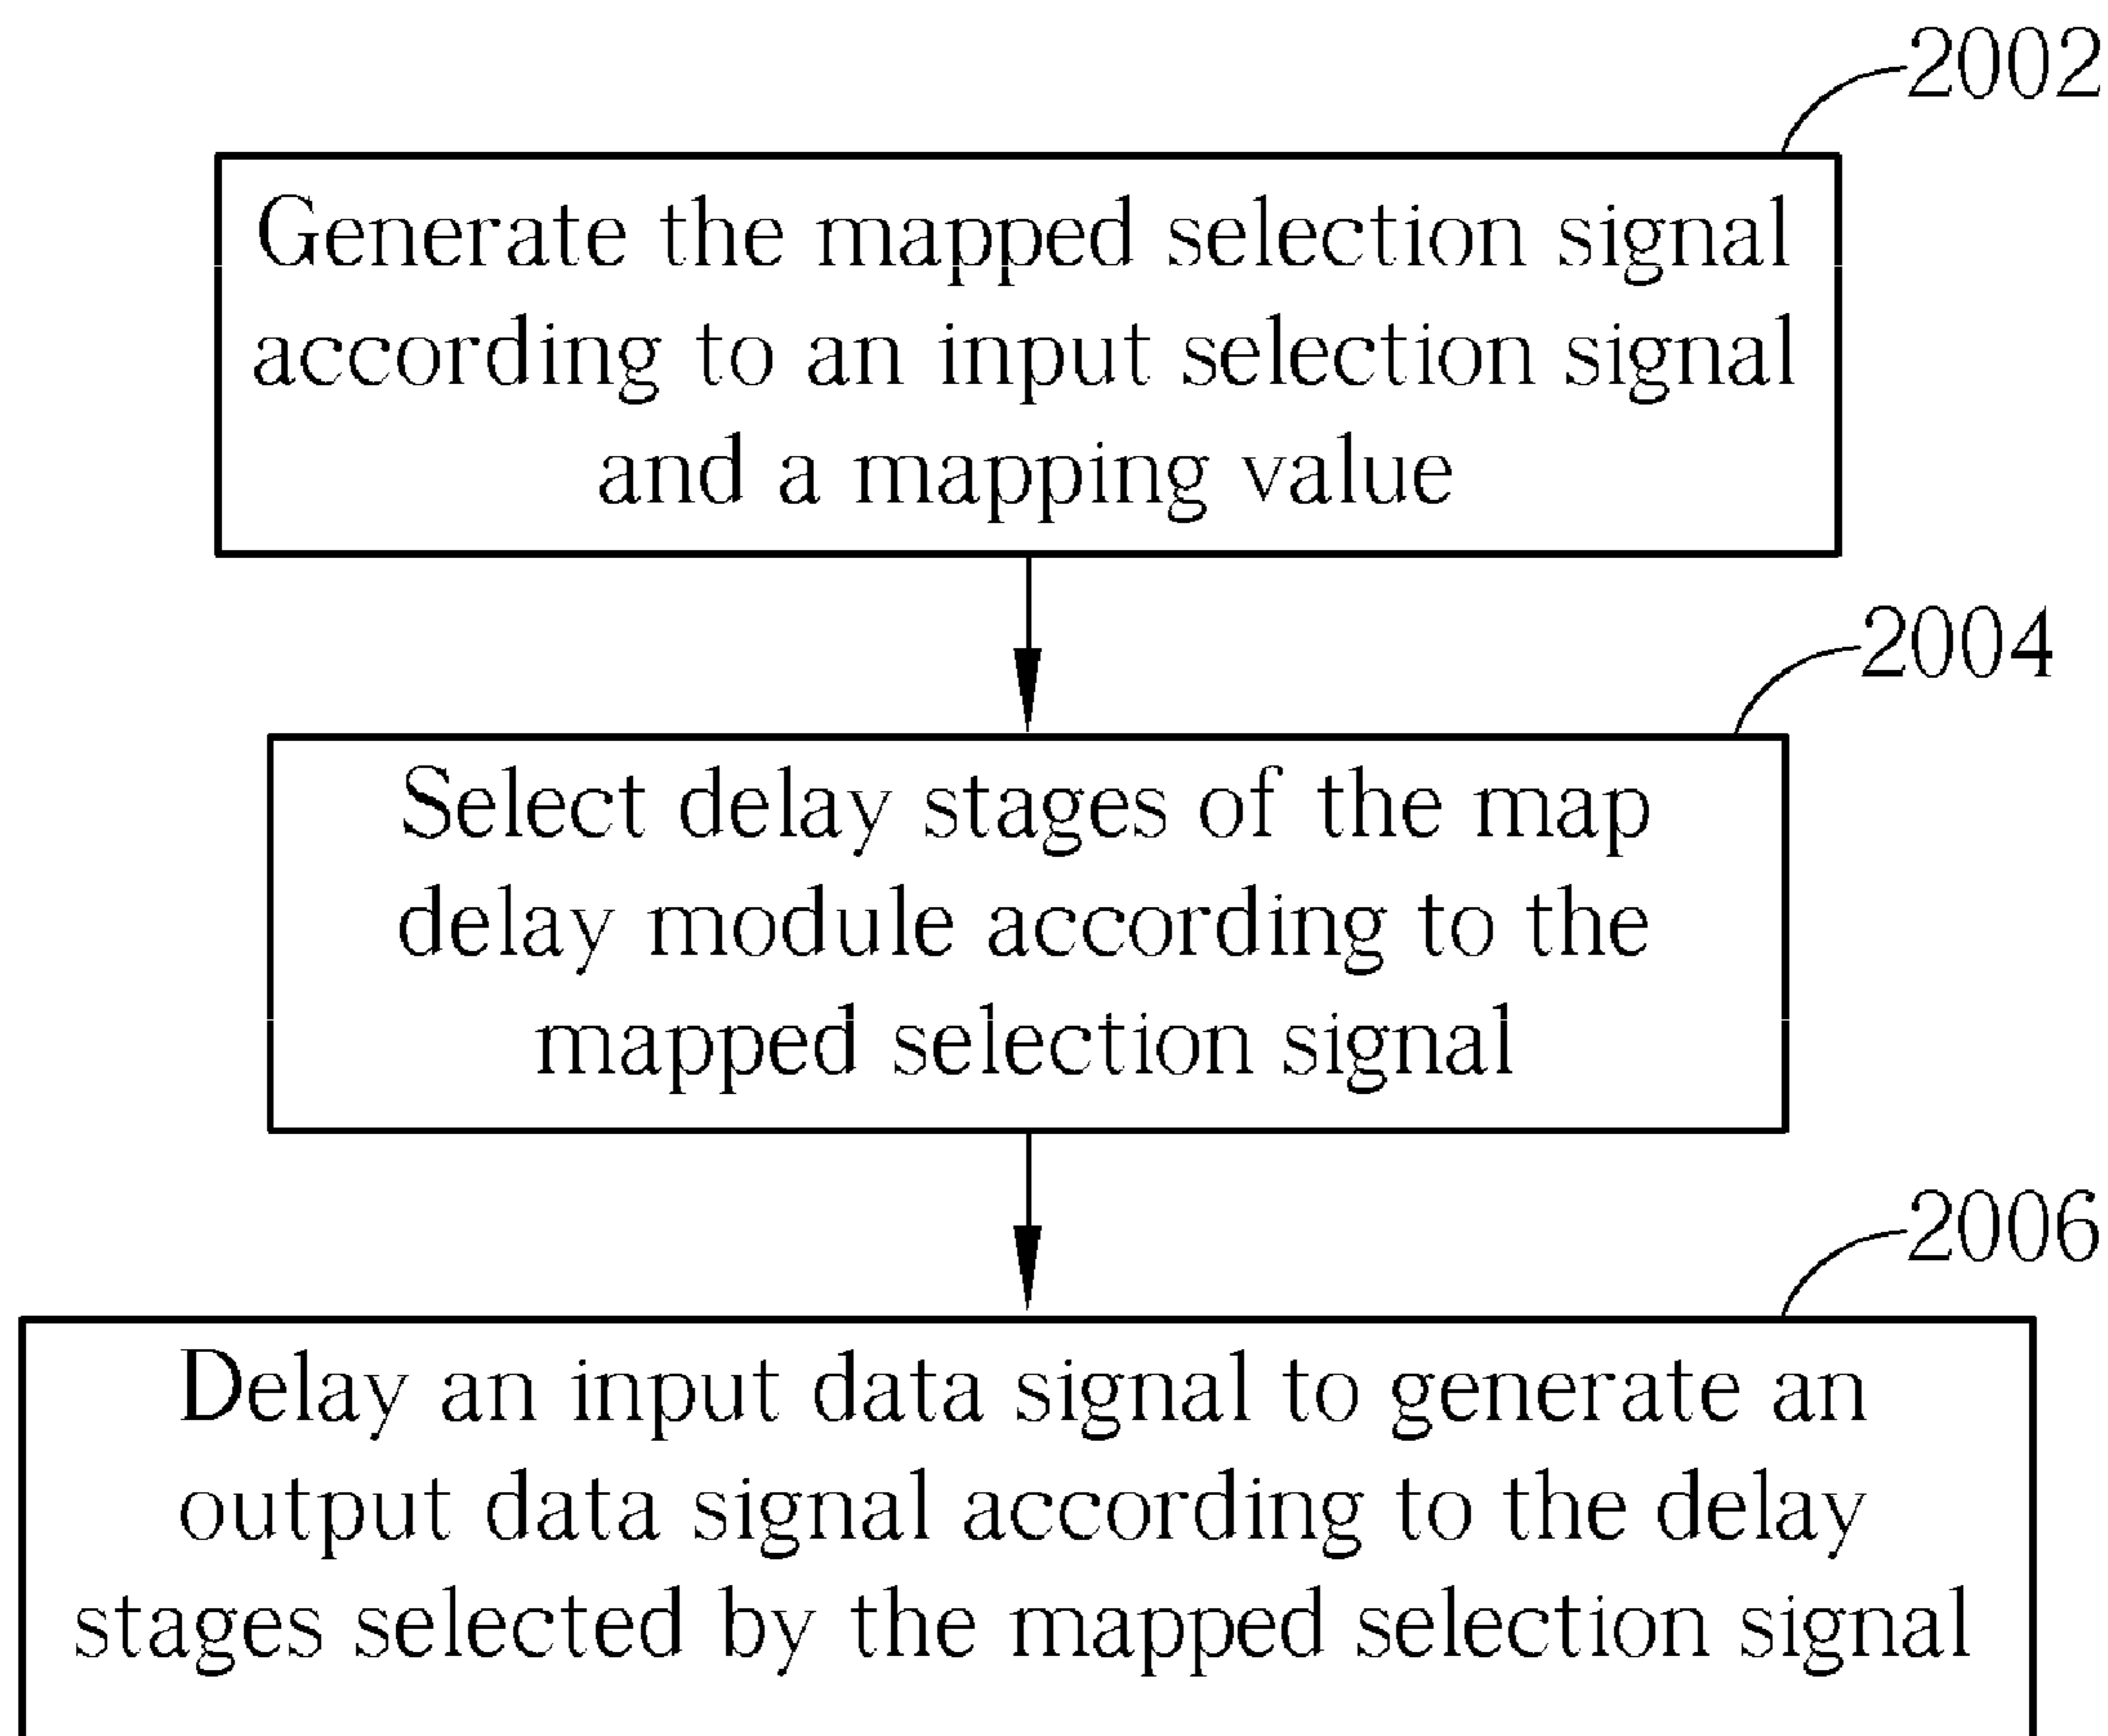 2002
Generate the mapped selection signal
according to an input selection signal
and a mapping value
2004
Select delay stages of the map
delay module according to the
mapped selection signal
2006
Delay an input data signal to generate an
output data signal according to the delay
stages selected by the mapped selection signal